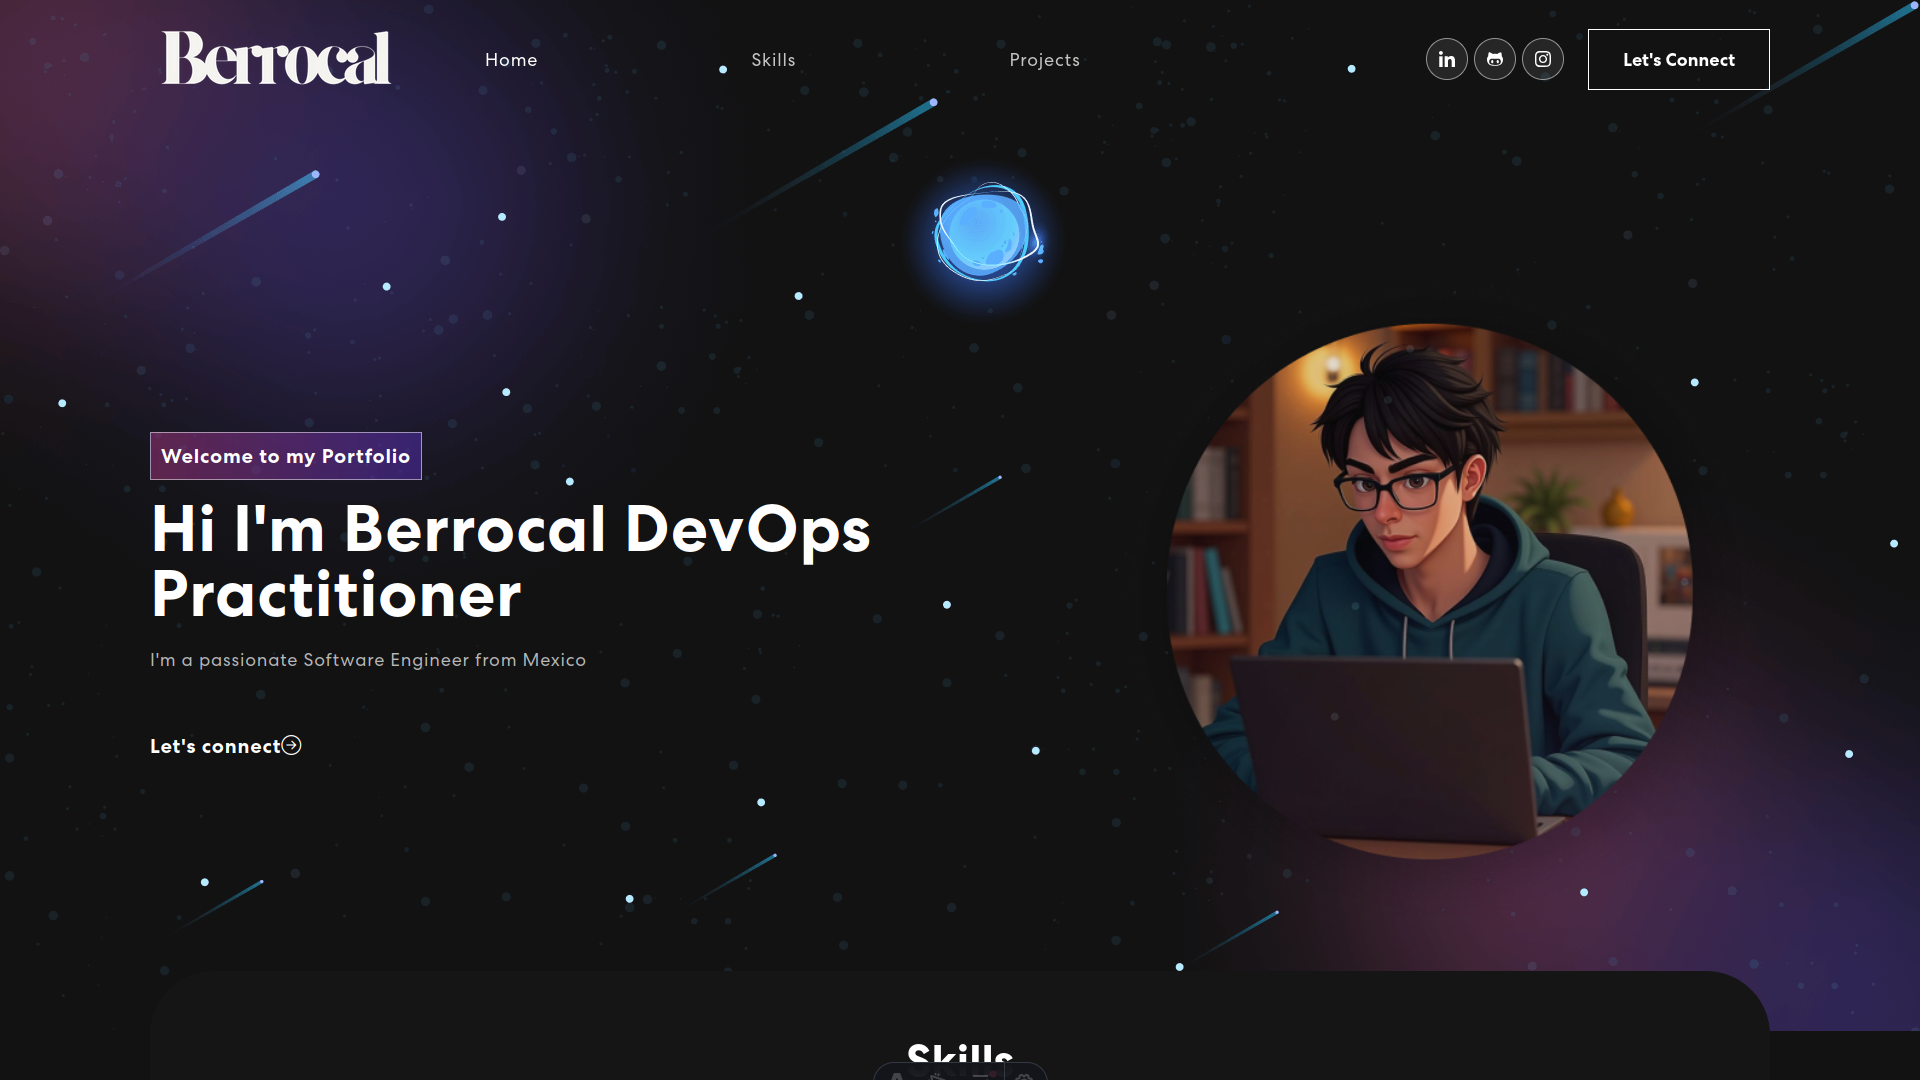 Berrocal
Home
Skills
Projects
Let's Connect
Welcome to my Portfolio
Hi I'm Berrocal DevOps
Practitioner
I'm a passionate Software Engineer from Mexico
Let's connect
Skills